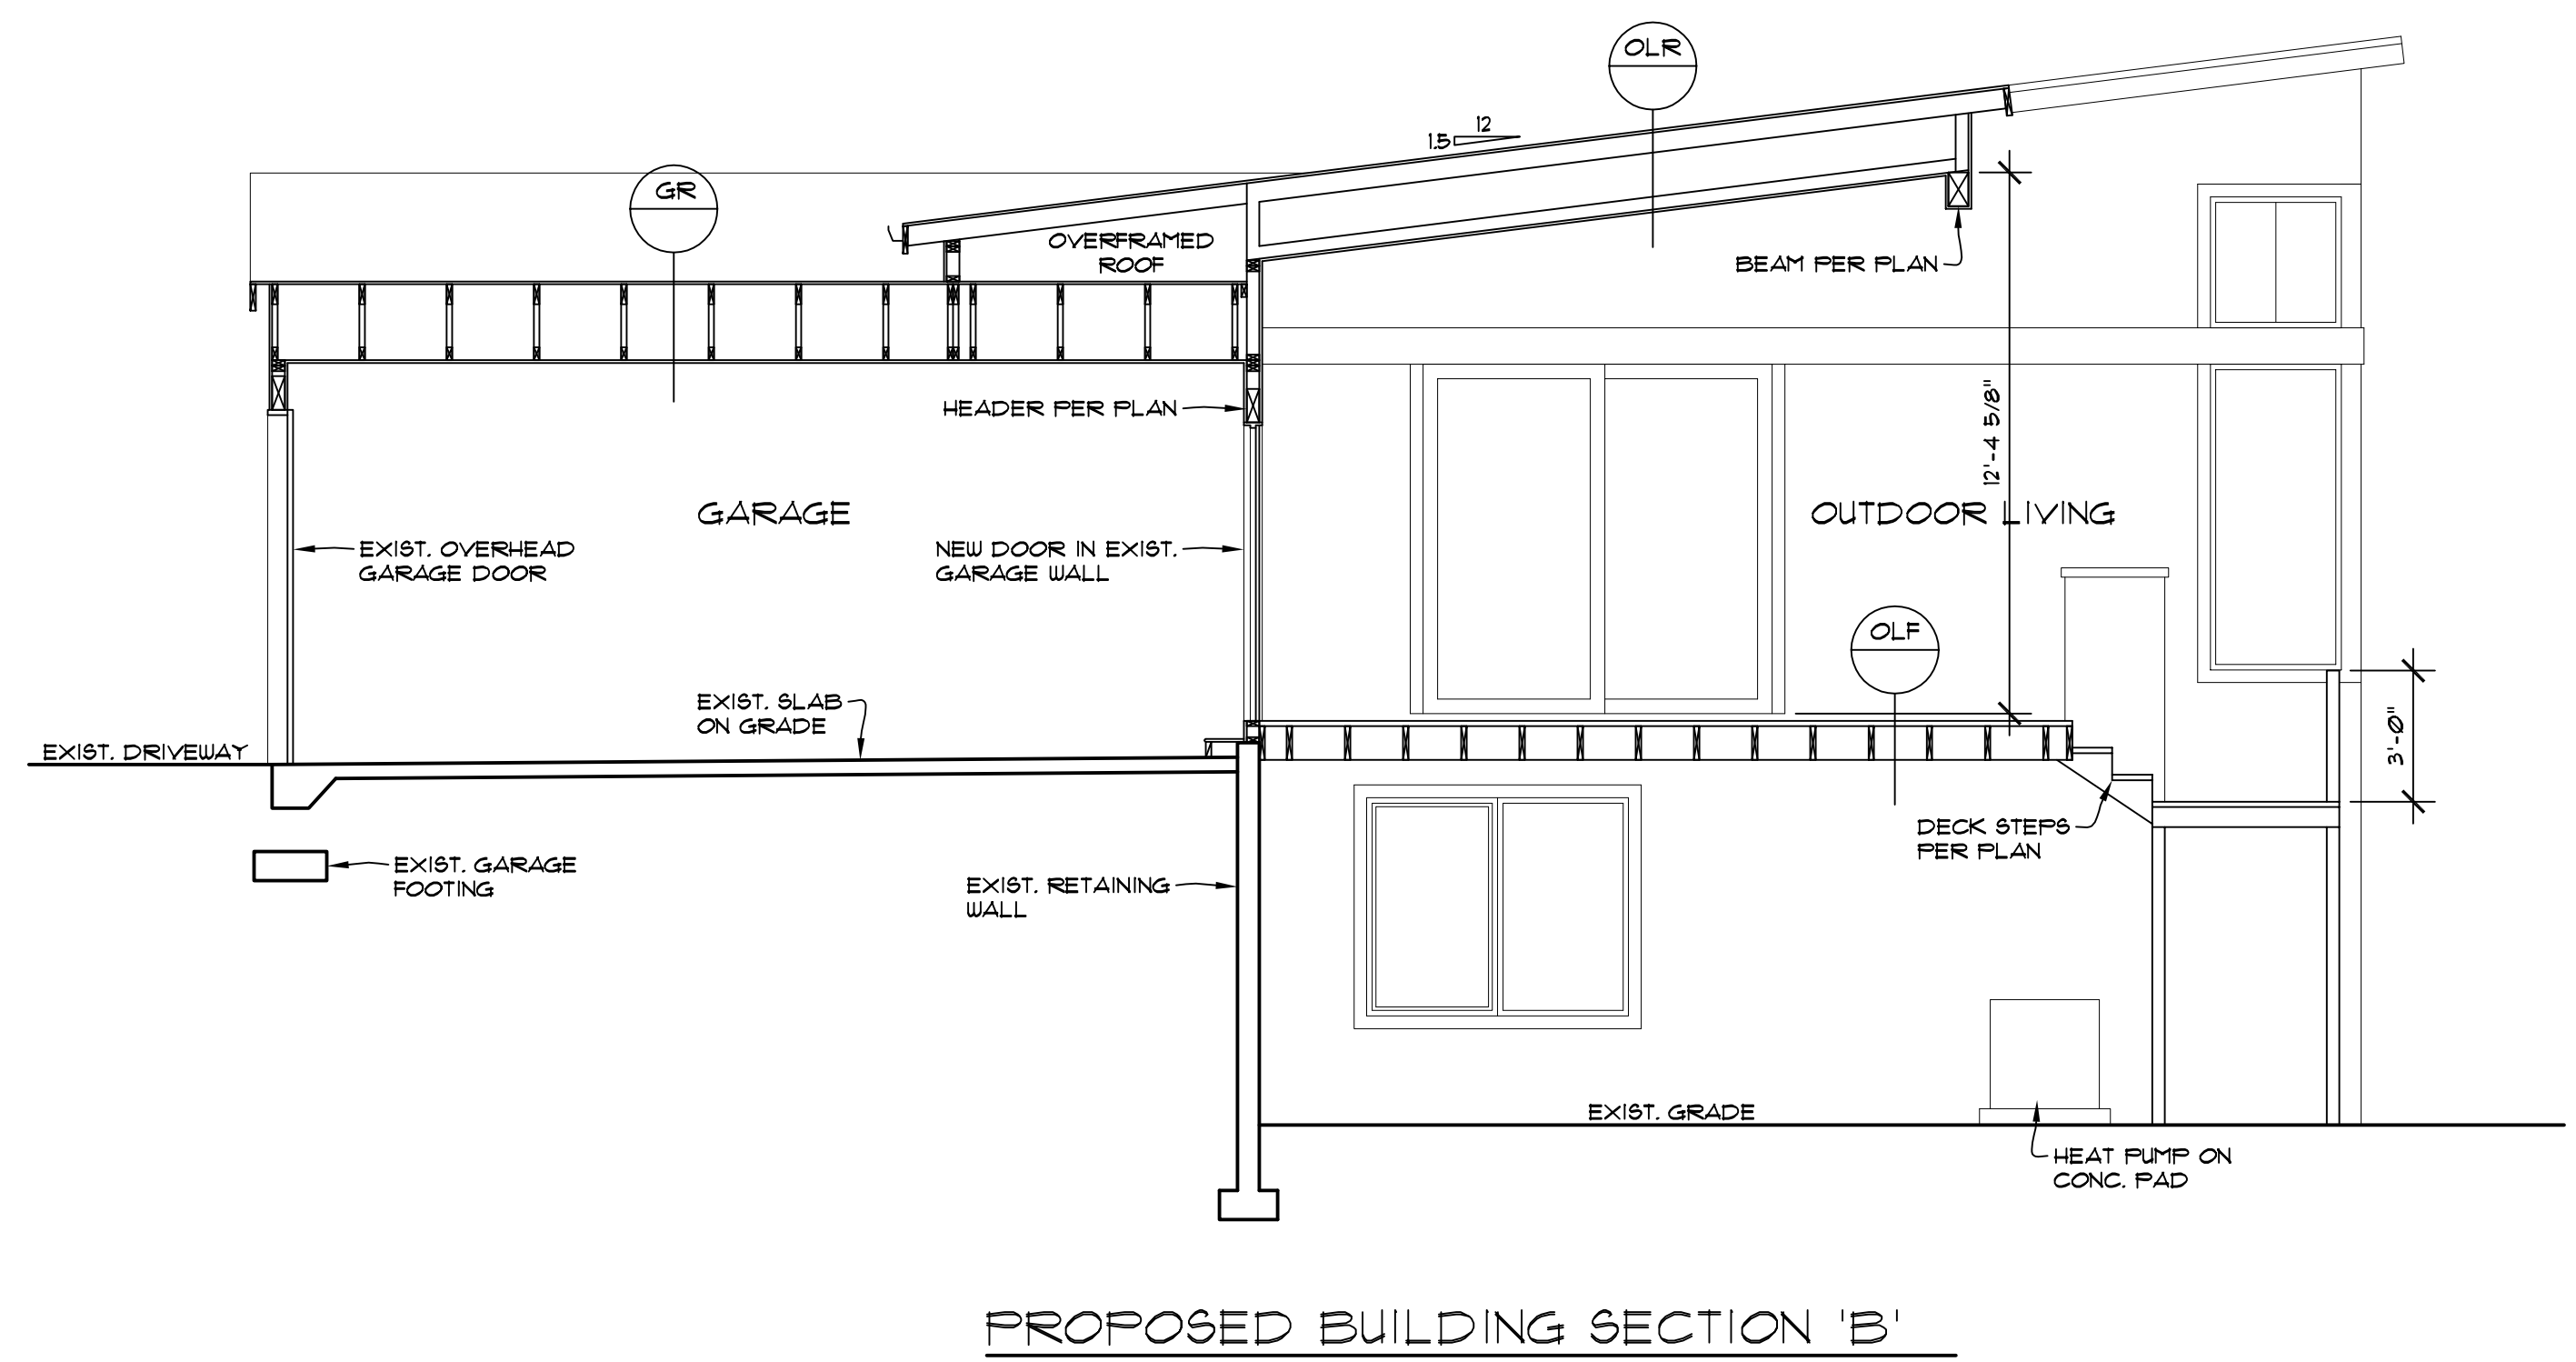 OLR
12
1.5
GR
OVERFRAMED
ROOF
BEAM PER PLAN
HEADER PER PLAN
12'-4 5/8"
GARAGE
OUTDOOR LIVING
EXIST. OVERHEAD
GARAGE DOOR
NEW DOOR IN EXIST.
GARAGE WALL
OLF
EXIST. SLAB
ON GRADE
3'-0"
EXIST. DRIVEWAY
DECK STEPS
PER PLAN
EXIST. GARAGE
FOOTING
EXIST. RETAINING
WALL
EXIST. GRADE
HEAT PUMP ON
CONC. PAD
PROPOSED BUILDING SECTION 'B'